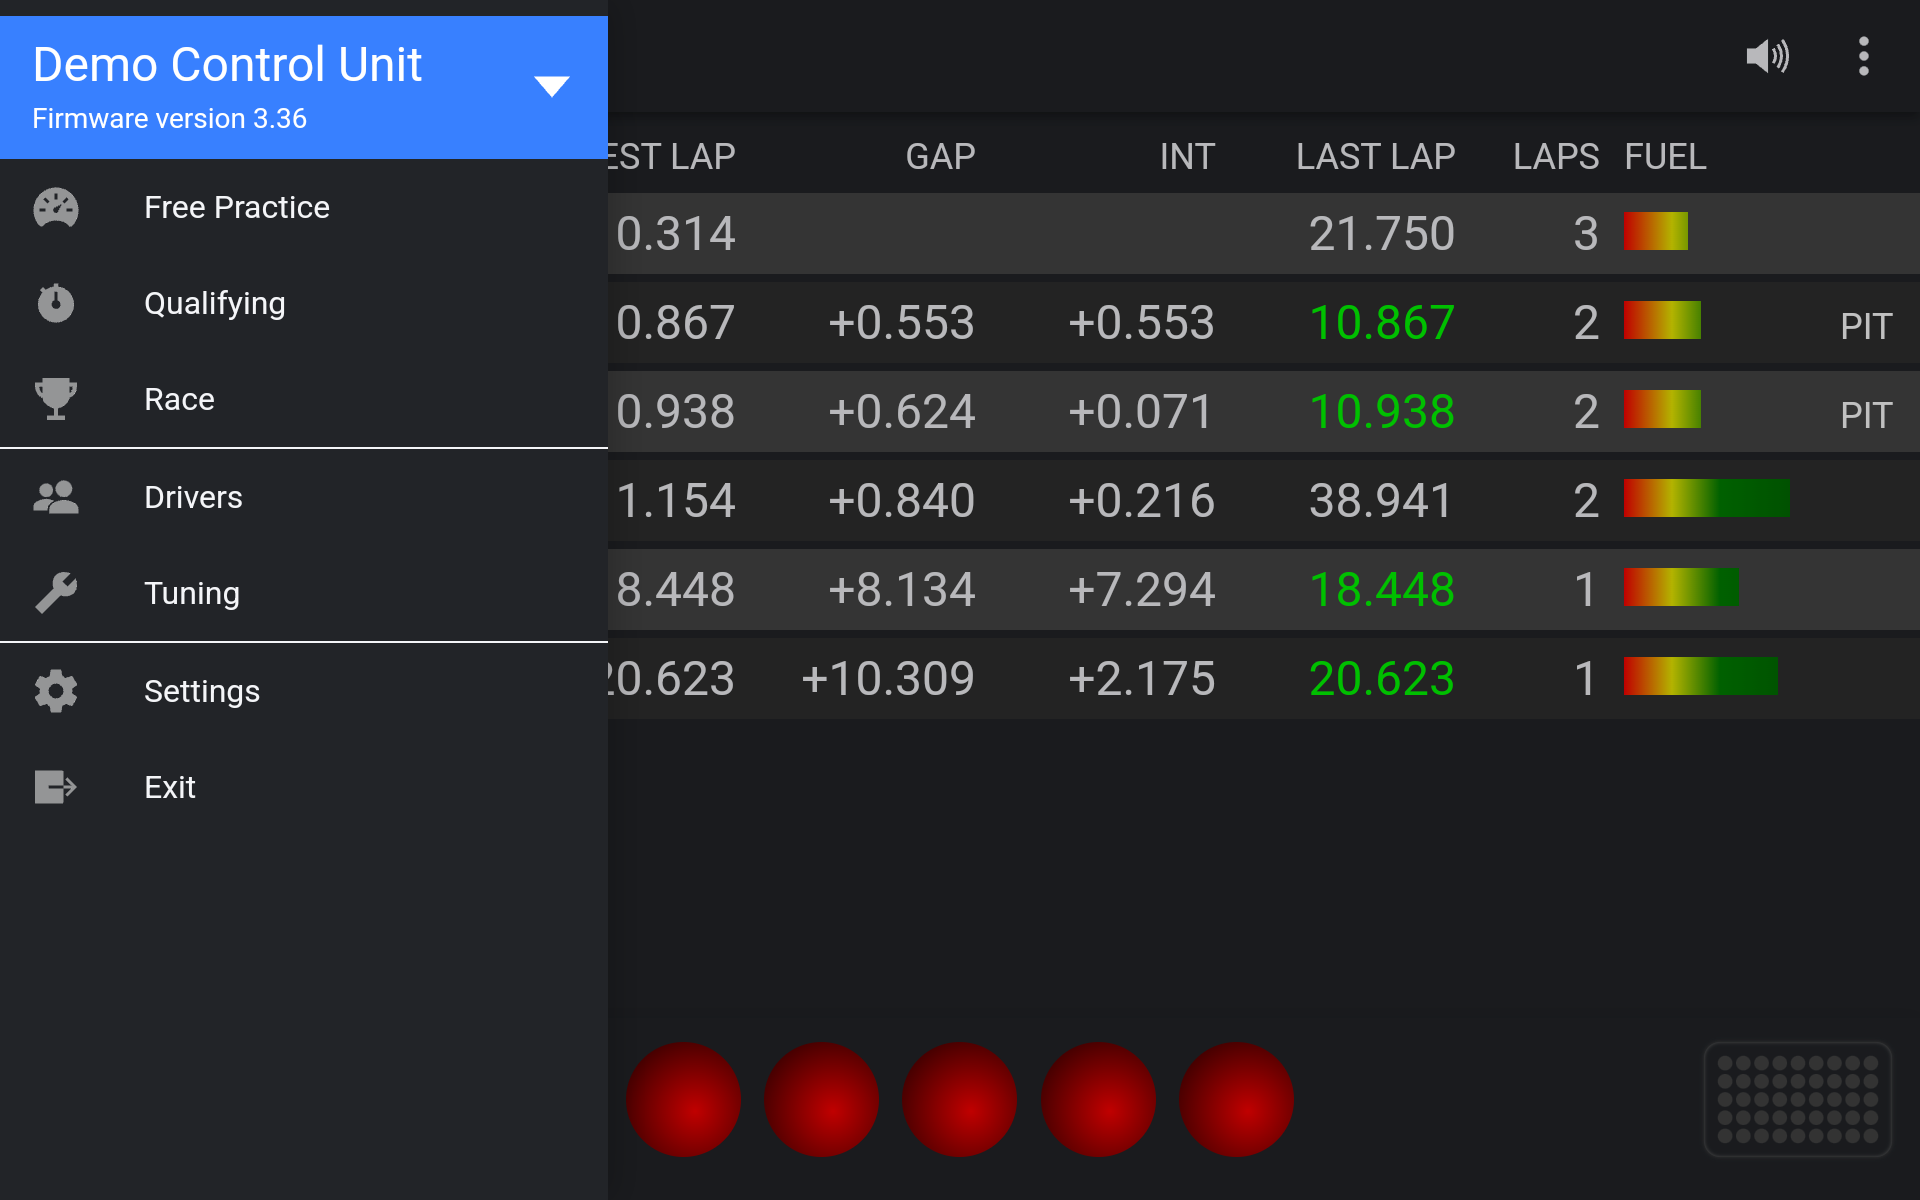 Demo Control Unit
Firmware version 3.36
Free Practice
Qualifying
Race
Drivers
Tuning
Settings
Exit
EST LAP GAP INT LAST LAP LAPS FUEL
0.314 21.750 3
0.867 +0.553 +0.553 10.867 2 PIT
0.938 +0.624 +0.071 10.938 2 PIT
1.154 +0.840 +0.216 38.941 2
8.448 +8.134 +7.294 18.448 1
20.623 +10.309 +2.175 20.623 1